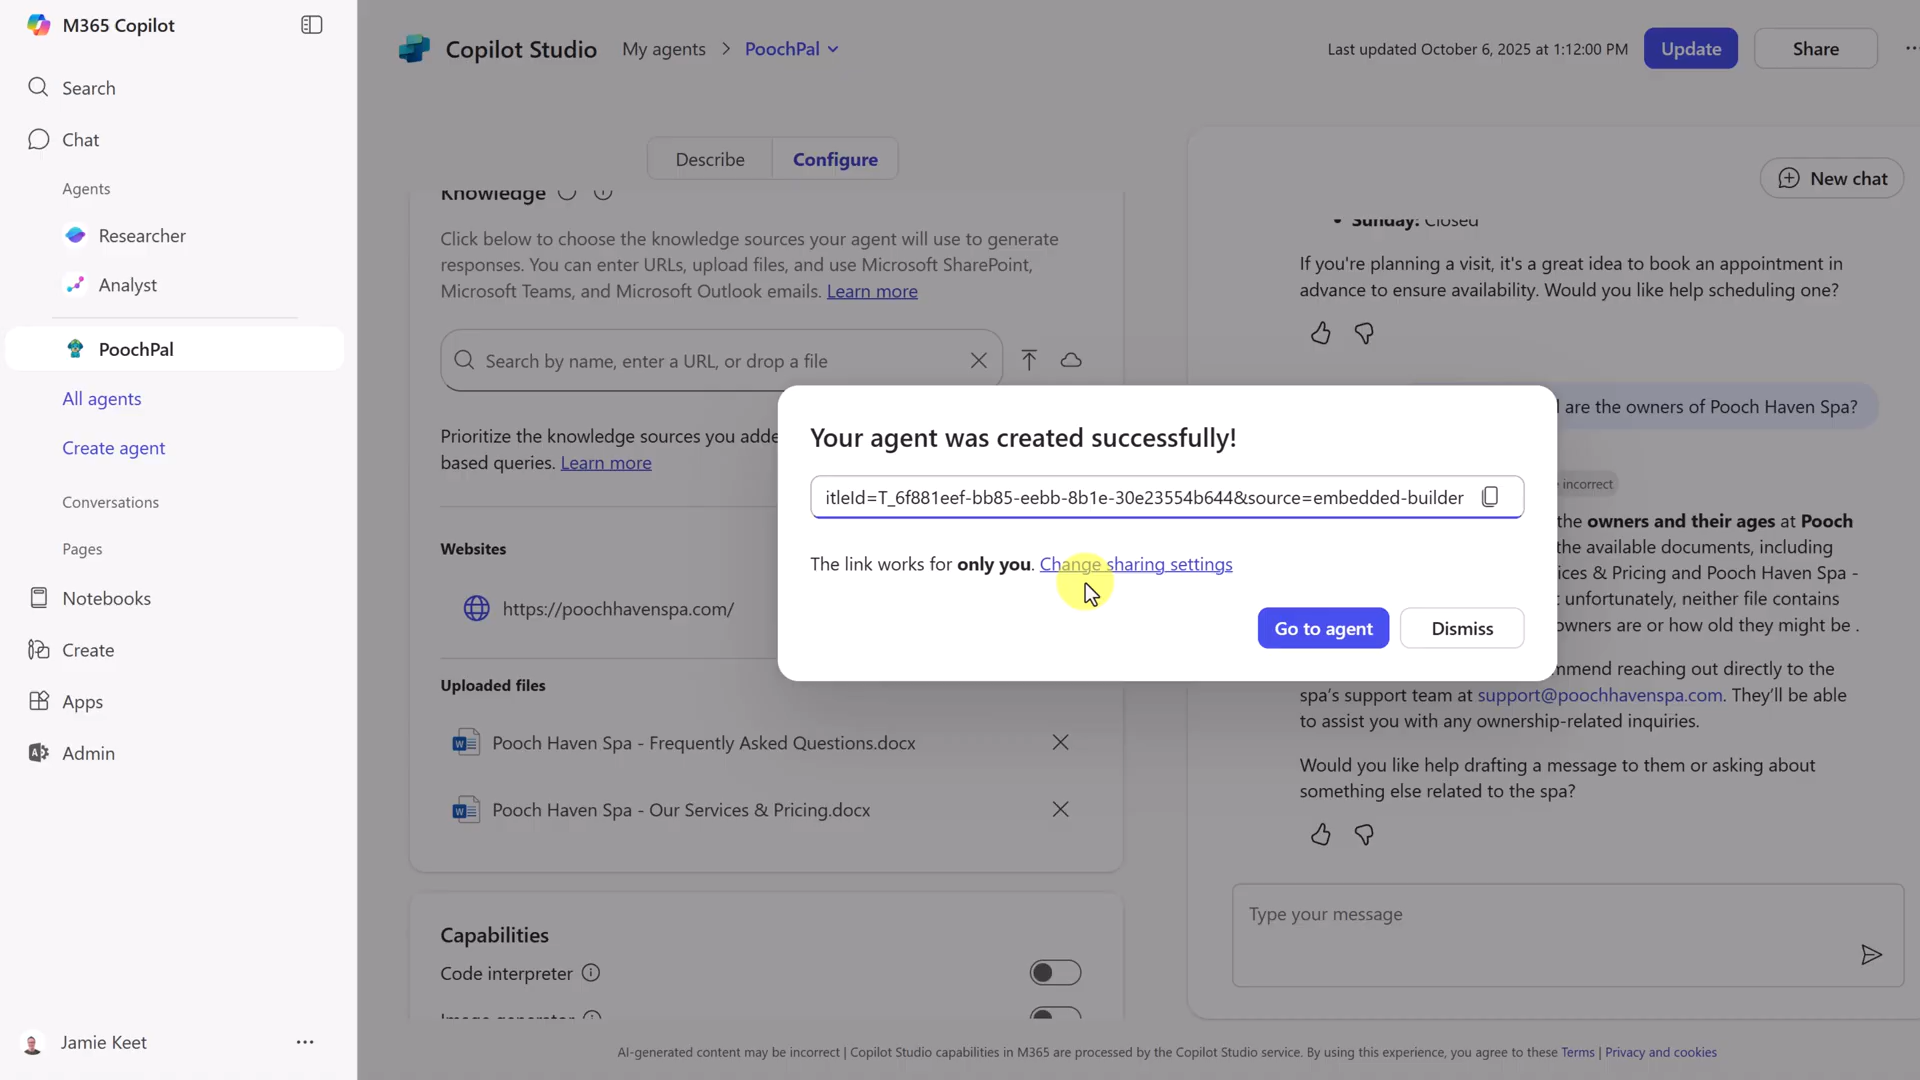 M365 Copilot
Search
Chat
Agents
Researcher
Analyst
PoochPal
All agents
Create agent
Conversations
Pages
Notebooks
Create
Apps
Admin
Jamie Keet
Copilot Studio
My agents > PoochPal
Last updated October 6, 2025 at 1:12:00 PM
Update
Share
Describe
Configure
Knowledge
Click below to choose the knowledge sources your agent will use to generate
responses. You can enter URLs, upload files, and use Microsoft SharePoint,
Microsoft Teams, and Microsoft Outlook emails. Learn more
Search by name, enter a URL, or drop a file
Prioritize the knowledge sources you adde
based queries. Learn more
Websites
https://poochhavenspa.com/
Uploaded files
Pooch Haven Spa - Frequently Asked Questions.docx
Pooch Haven Spa - Our Services & Pricing.docx
Capabilities
Code interpreter
Image generator
Your agent was created successfully!
itleId=T_6f881eef-bb85-eebb-8b1e-30e23554b644&source=embedded-builder
The link works for only you. Change sharing settings
Go to agent
Dismiss
New chat
• Sunday: Closed
If you're planning a visit, it's a great idea to book an appointment in
advance to ensure availability. Would you like help scheduling one?
are the owners of Pooch Haven Spa?
incorrect
the owners and their ages at Pooch
the available documents, including
ices & Pricing and Pooch Haven Spa -
unfortunately, neither file contains
owners are or how old they might be .
mmend reaching out directly to the
spa's support team at support@poochhavenspa.com. They'll be able
to assist you with any ownership-related inquiries.
Would you like help drafting a message to them or asking about
something else related to the spa?
Type your message
AI-generated content may be incorrect | Copilot Studio capabilities in M365 are processed by the Copilot Studio service. By using this experience, you agree to these Terms | Privacy and cookies